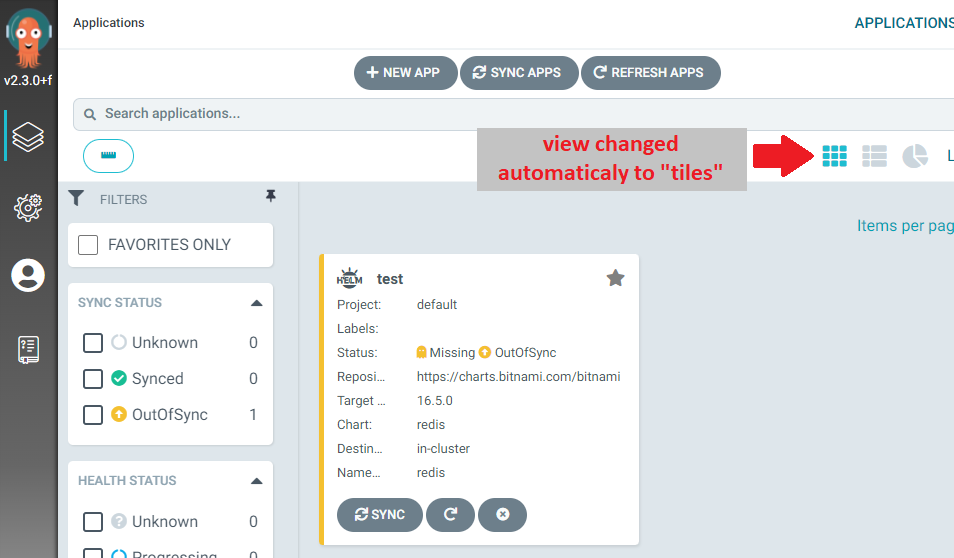 Applications
APPLICATIONS
v2.3.0+f
NEW APP
SYNC APPS
REFRESH APPS
Search applications...
view changed
automaticaly to "tiles"
L
FILTERS
Items per pag
FAVORITES ONLY
SYNC STATUS
Unknown 0
Synced 0
OutOfSync 1
HEALTH STATUS
Unknown 0
Progressing 0
HELM
test
Project: default
Labels:
Status: Missing OutOfSync
Reposi... https://charts.bitnami.com/bitnami
Target ... 16.5.0
Chart: redis
Destin... in-cluster
Name... redis
SYNC